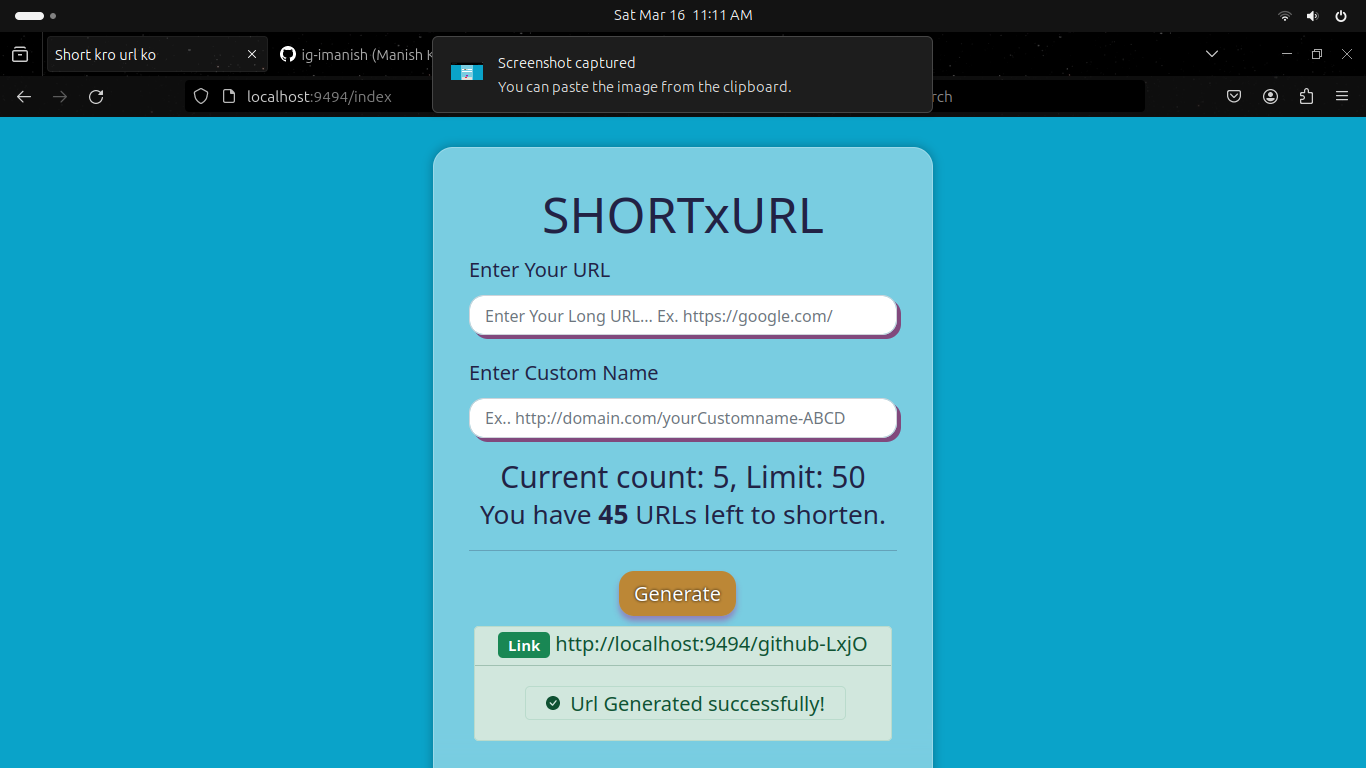 Sat Mar 16 11:11 AM
Short kro url ko
ig-imanish (Manish K
Screenshot captured
You can paste the image from the clipboard.
localhost:9494/index
SHORTxURL
Enter Your URL
Enter Your Long URL... Ex. https://google.com/
Enter Custom Name
Ex.. http://domain.com/yourCustomname-ABCD
Current count: 5, Limit: 50
You have 45 URLs left to shorten.
Generate
Link http://localhost:9494/github-LxjO
Url Generated successfully!